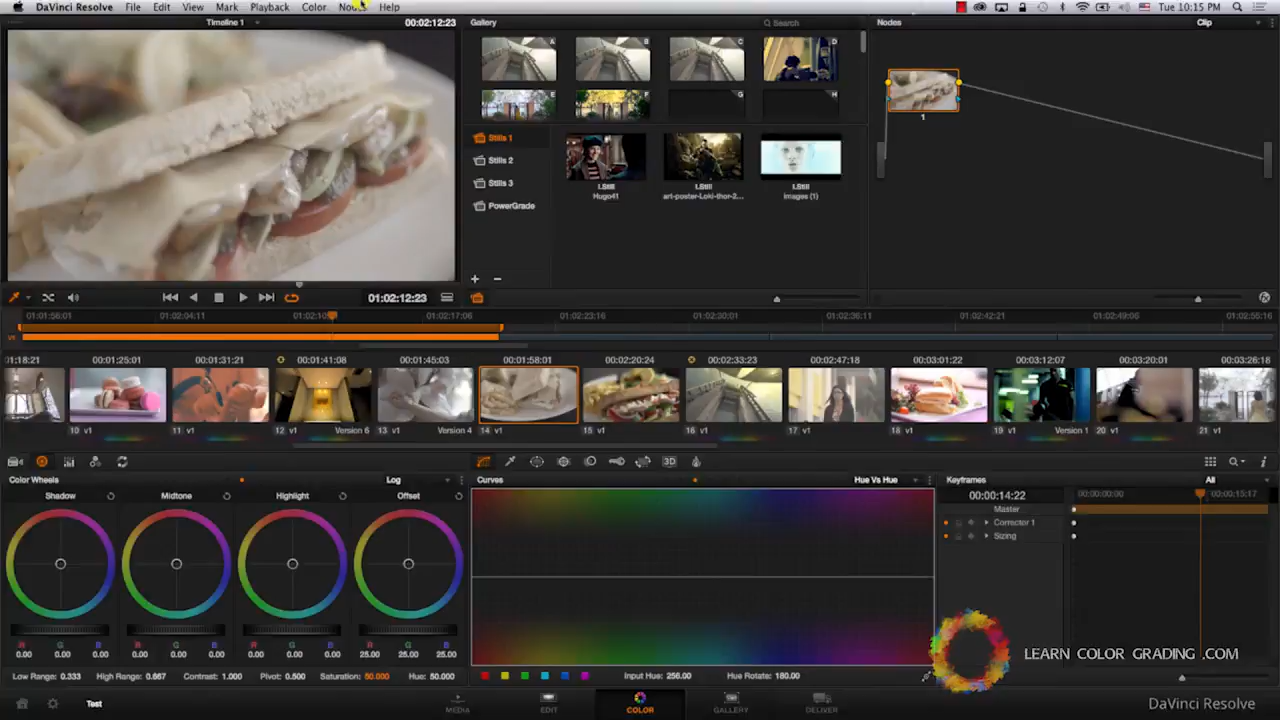 DaVinci Resolve File Edit View Mark Playback Color Nodes Help Tue 10:15 PM
Timeline 1 00:02:12:23 Gallery Search Nodes Clip
A B C D
E F G H
1
Stills 1
Stills 2
Stills 3
PowerGrade
1.Still 1.Still 1.Still
Hugo41 art-poster-Loki-thor-2... images (1)
01:02:12:23
01:01:56:01 01:02:04:11 01:02:10: 01:02:17:06 01:02:23:16 01:02:30:01 01:02:36:11 01:02:42:21 01:02:49:06 01:02:55:16
V1
01:18:21 00:01:25:01 00:01:31:21 00:01:41:08 00:01:45:03 00:01:58:01 00:02:20:24 00:02:33:23 00:02:47:18 00:03:01:22 00:03:12:07 00:03:20:01 00:03:26:18
10 v1 11 v1 12 v1 Version 6 13 v1 Version 4 14 v1 15 v1 16 v1 17 v1 18 v1 19 v1 Version 1 20 v1 21 v1
3D
Color Wheels Log Curves Hue Vs Hue Keyframes All
Shadow Midtone Highlight Offset
00:00:14:22 00:00:00:00 00:00:15:17
Master
Corrector 1
Sizing
R G B R G B R G B R G B
0.00 0.00 0.00 0.00 0.00 0.00 0.00 0.00 0.00 25.00 25.00 25.00
Low Range: 0.333 High Range: 0.667 Contrast: 1.000 Pivot: 0.500 Saturation: 50.000 Hue: 50.000 Input Hue: 256.00 Hue Rotate: 180.00
LEARN COLOR GRADING .COM
Test MEDIA EDIT COLOR GALLERY DELIVER DaVinci Resolve